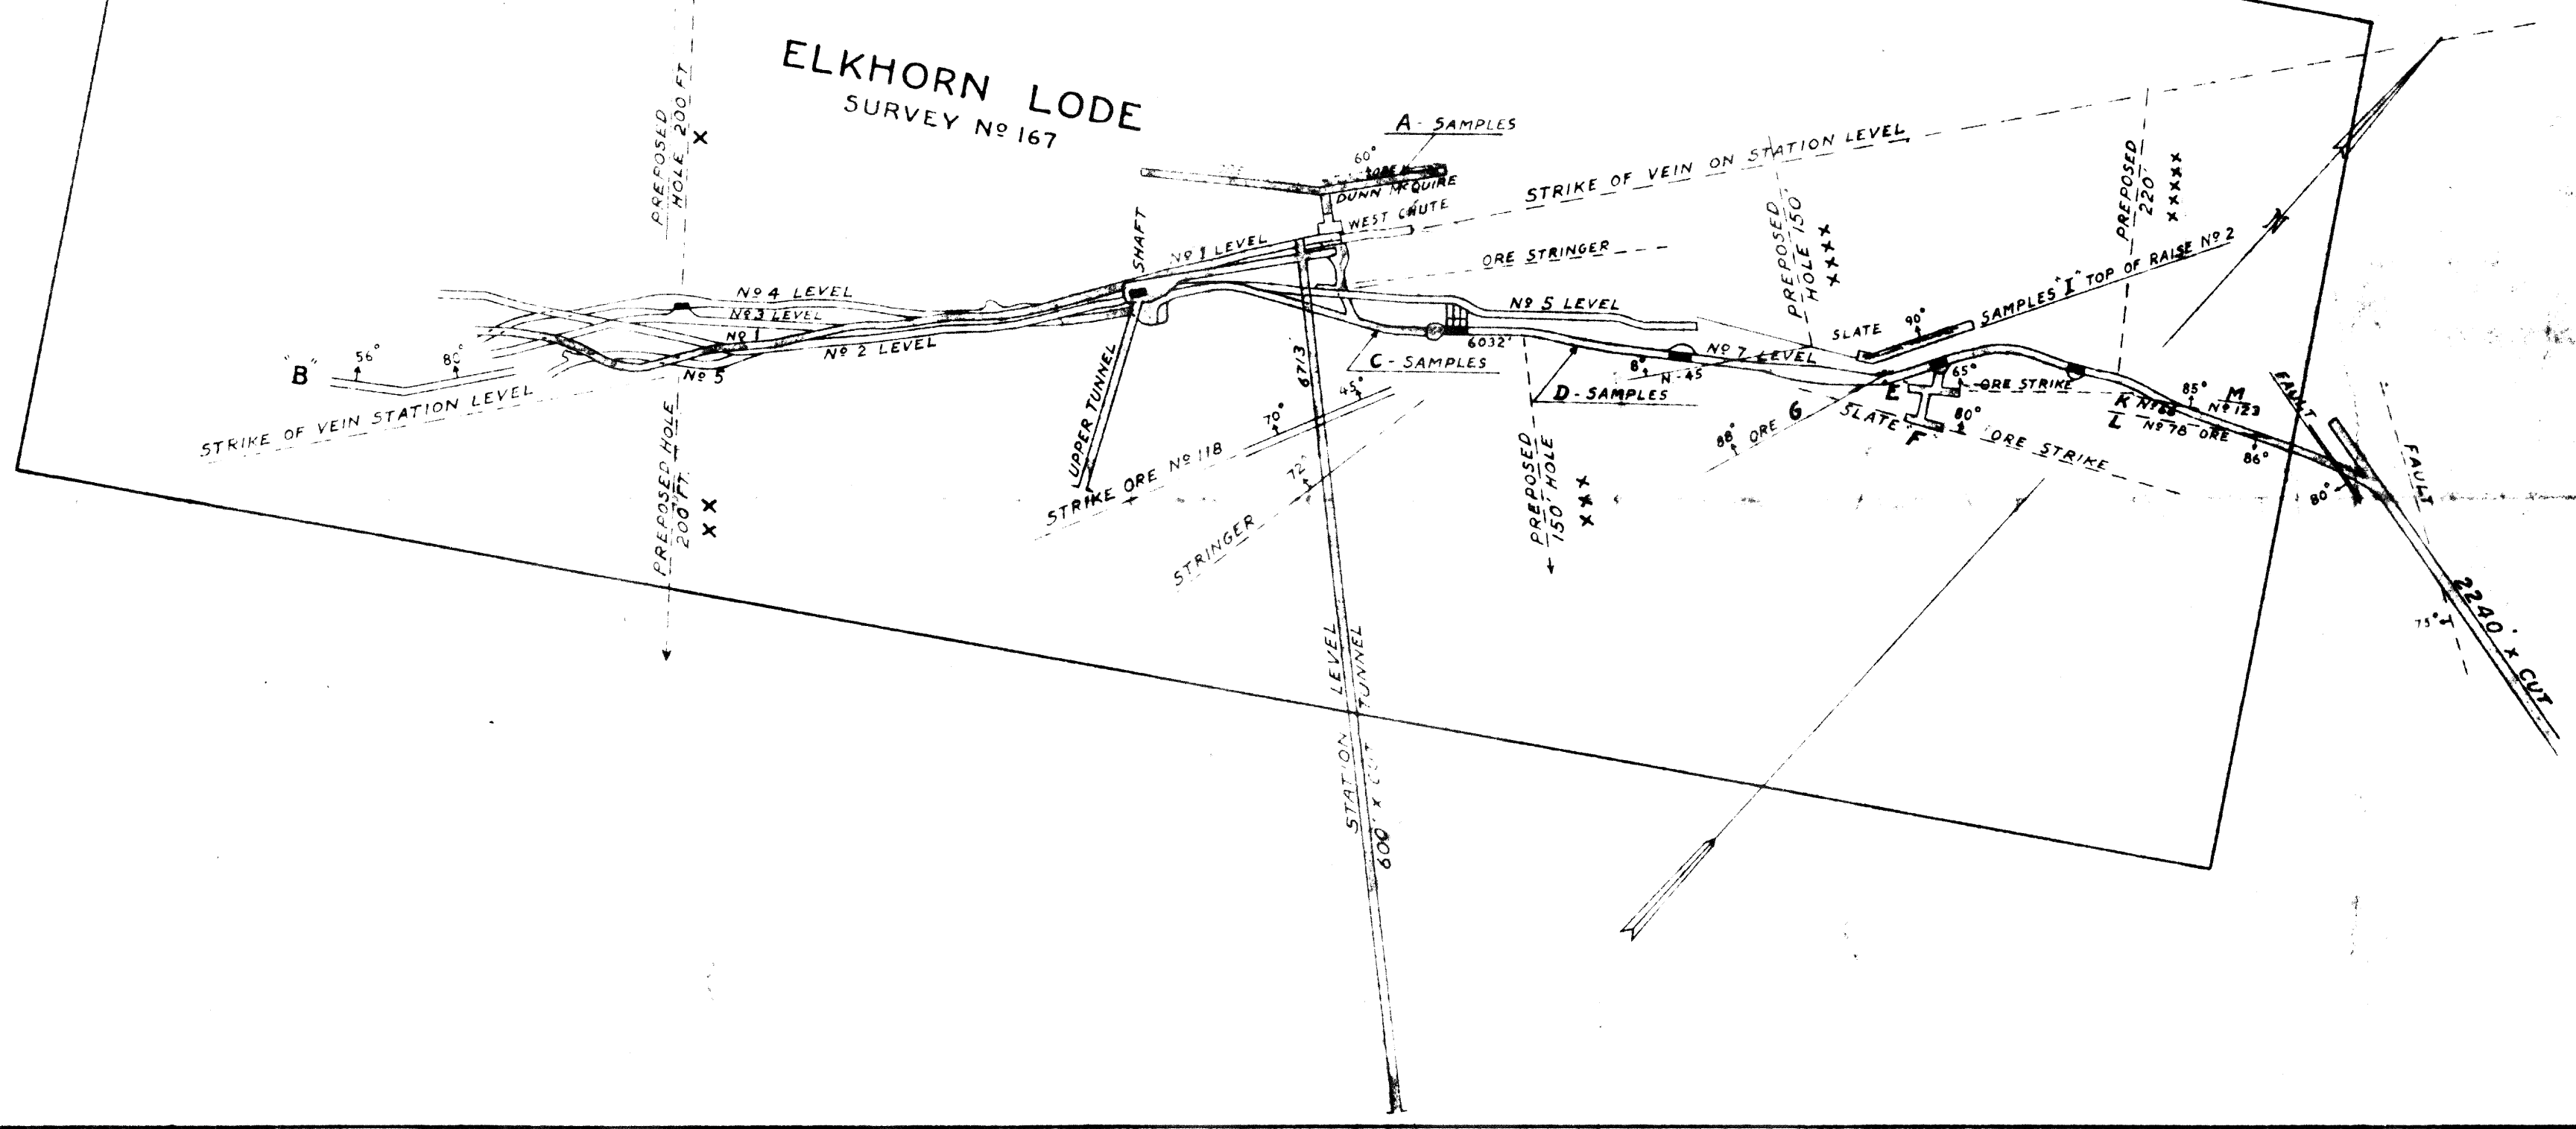 ELKHORN LODE
SURVEY Nº 167
PREPOSED
HOLE 200 FT
X
A - SAMPLES
60°
DUNN McQUIRE
WEST CHUTE
STRIKE OF VEIN ON STATION LEVEL
ORE STRINGER
SHAFT
Nº 1 LEVEL
Nº 4 LEVEL
Nº 3 LEVEL
Nº 1
Nº 2 LEVEL
Nº 5
"B"
56°
80°
STRIKE OF VEIN STATION LEVEL
PREPOSED HOLE
200 FT.
X X
UPPER TUNNEL
6713'
45°
70°
STRIKE ORE Nº 118
72°
STRINGER
STATION LEVEL
TUNNEL
600' x CUT
Nº 5 LEVEL
6032'
C - SAMPLES
D - SAMPLES
PREPOSED
150' HOLE
X X X
8°
N-45
Nº 7 LEVEL
PREPOSED
HOLE 150'
X X X X
SLATE
90°
SAMPLES "I" TOP OF RAISE Nº 2
PREPOSED
220'
X X X X X
N
E
65°
ORE STRIKE
G
88° ORE
SLATE
F
80°
ORE STRIKE
K
L
Nº 78 ORE
85°
M
Nº 123
86°
FAULT
80°
FAULT
75°
2240' x CUT